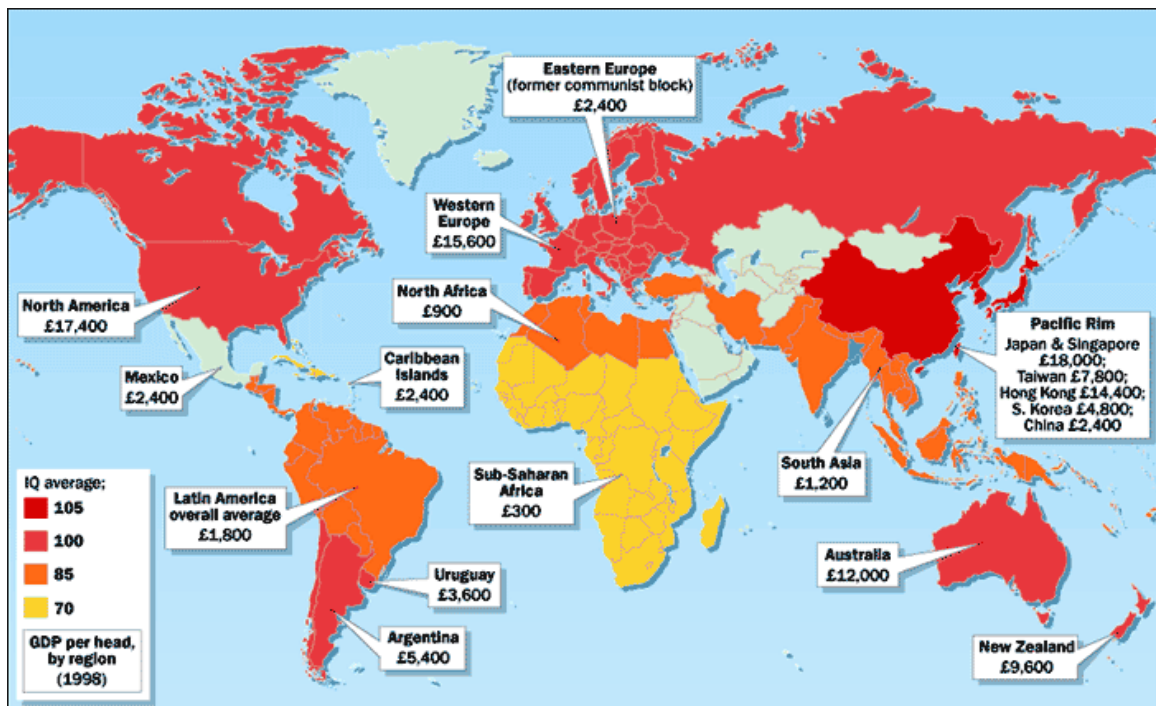 Eastern Europe
(former communist block)
£2,400
Western
Europe
£15,600
North America
£17,400
North Africa
£900
Mexico
£2,400
Caribbean
Islands
£2,400
Pacific Rim
Japan & Singapore
£18,000;
Taiwan £7,800;
Hong Kong £14,400;
S. Korea £4,800;
China £2,400
South Asia
£1,200
Sub-Saharan
Africa
£300
Latin America
overall average
£1,800
Uruguay
£3,600
Argentina
£5,400
Australia
£12,000
New Zealand
£9,600
IQ average;
105
100
85
70
GDP per head,
by region
(1998)